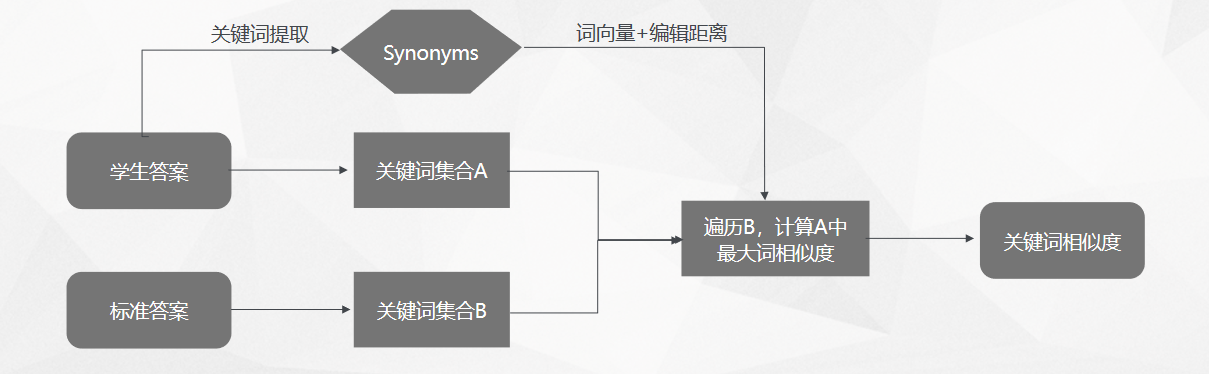 关键词提取
Synonyms
词向量+编辑距离
学生答案
关键词集合A
遍历B，计算A中
最大词相似度
关键词相似度
标准答案
关键词集合B